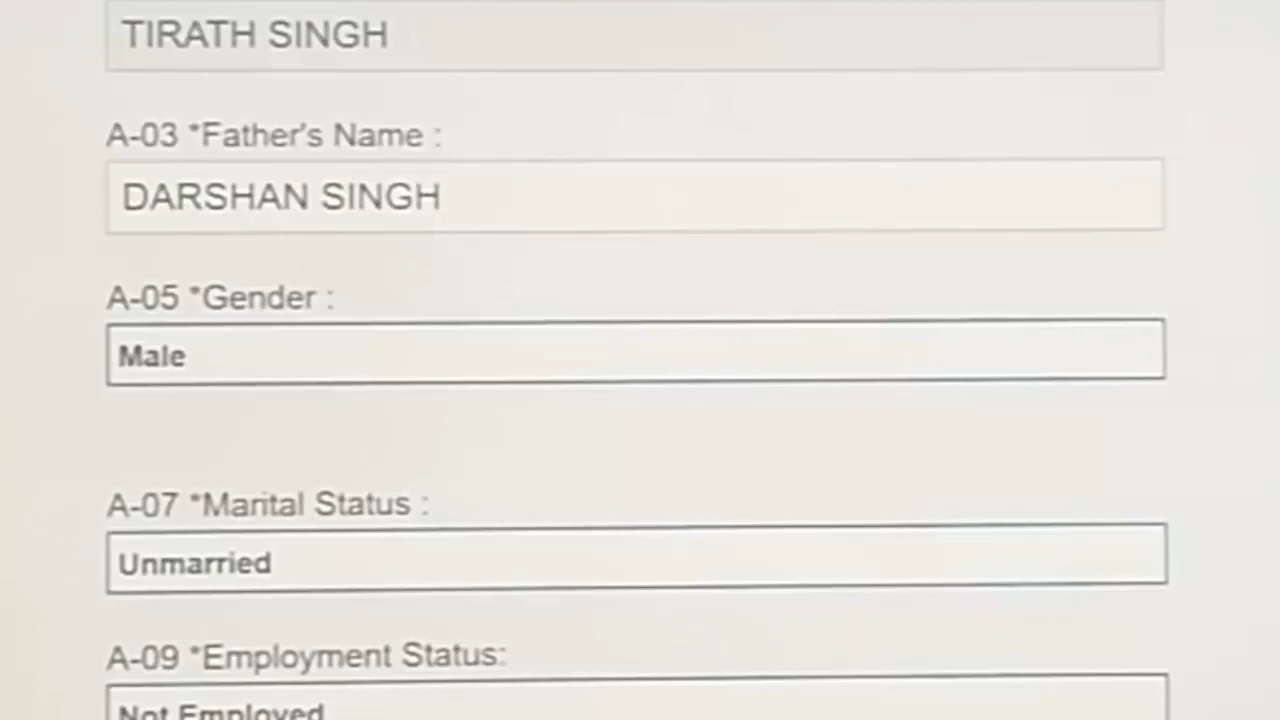 TIRATH SINGH
A-03 *Father's Name :
DARSHAN SINGH
A-05 *Gender :
Male
A-07 *Marital Status :
Unmarried
A-09 *Employment Status:
Not Employed